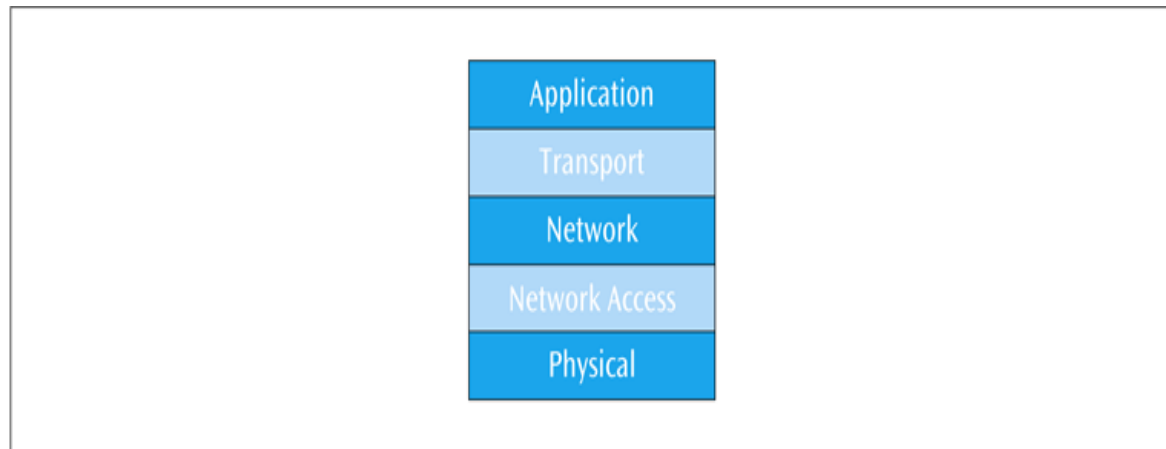 Application
Transport
Network
Network Access
Physical